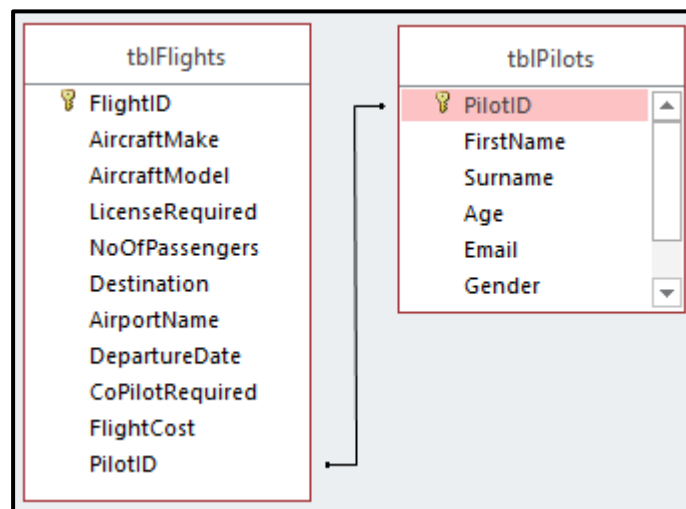 tblFlights
FlightID
AircraftMake
AircraftModel
LicenseRequired
NoOfPassengers
Destination
AirportName
DepartureDate
CoPilotRequired
FlightCost
PilotID
tblPilots
PilotID
FirstName
Surname
Age
Email
Gender